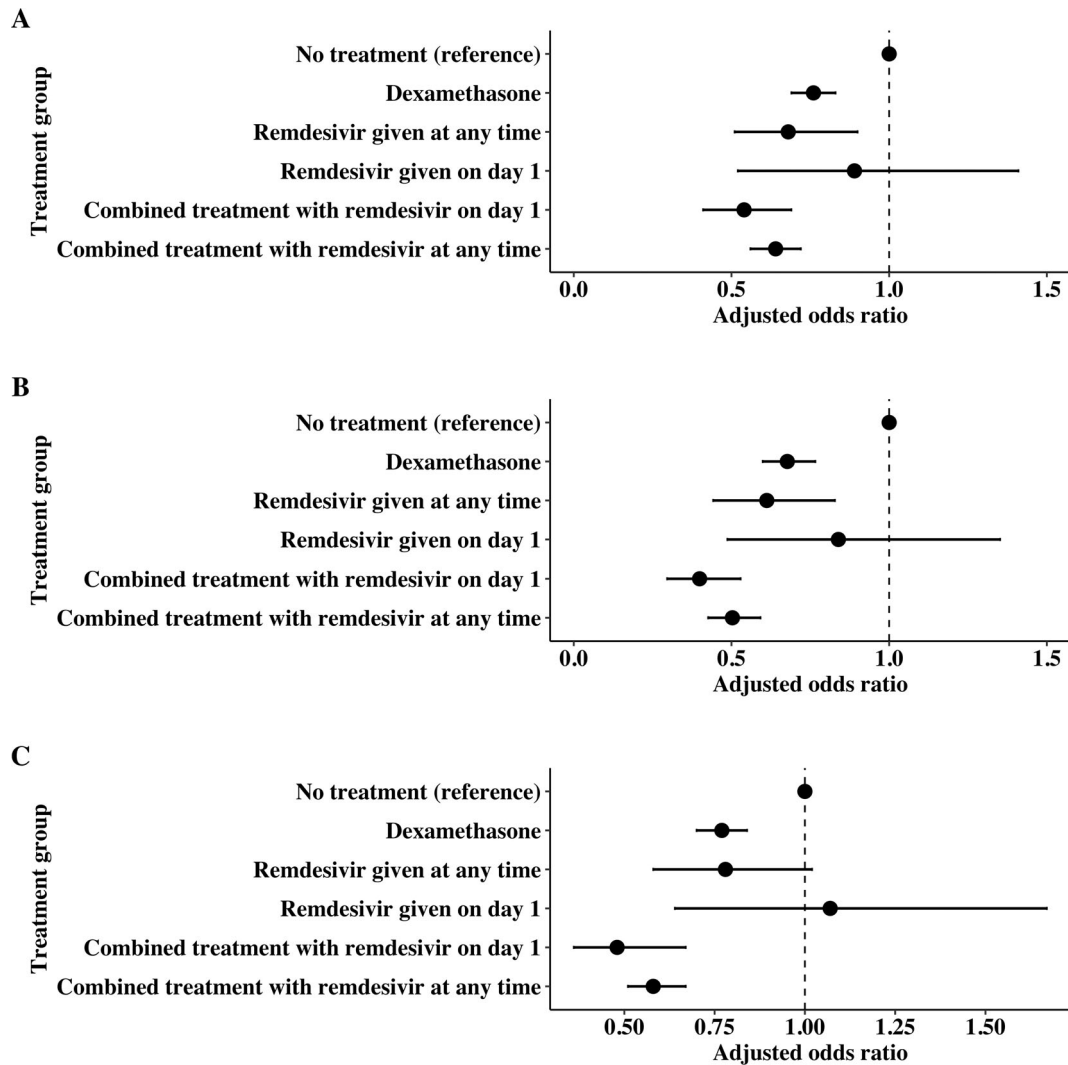 A
Treatment group
No treatment (reference)
Dexamethasone
Remdesivir given at any time
Remdesivir given on day 1
Combined treatment with remdesivir on day 1
Combined treatment with remdesivir at any time
0.0 0.5 1.0 1.5
Adjusted odds ratio
B
Treatment group
No treatment (reference)
Dexamethasone
Remdesivir given at any time
Remdesivir given on day 1
Combined treatment with remdesivir on day 1
Combined treatment with remdesivir at any time
0.0 0.5 1.0 1.5
Adjusted odds ratio
C
Treatment group
No treatment (reference)
Dexamethasone
Remdesivir given at any time
Remdesivir given on day 1
Combined treatment with remdesivir on day 1
Combined treatment with remdesivir at any time
0.50 0.75 1.00 1.25 1.50
Adjusted odds ratio